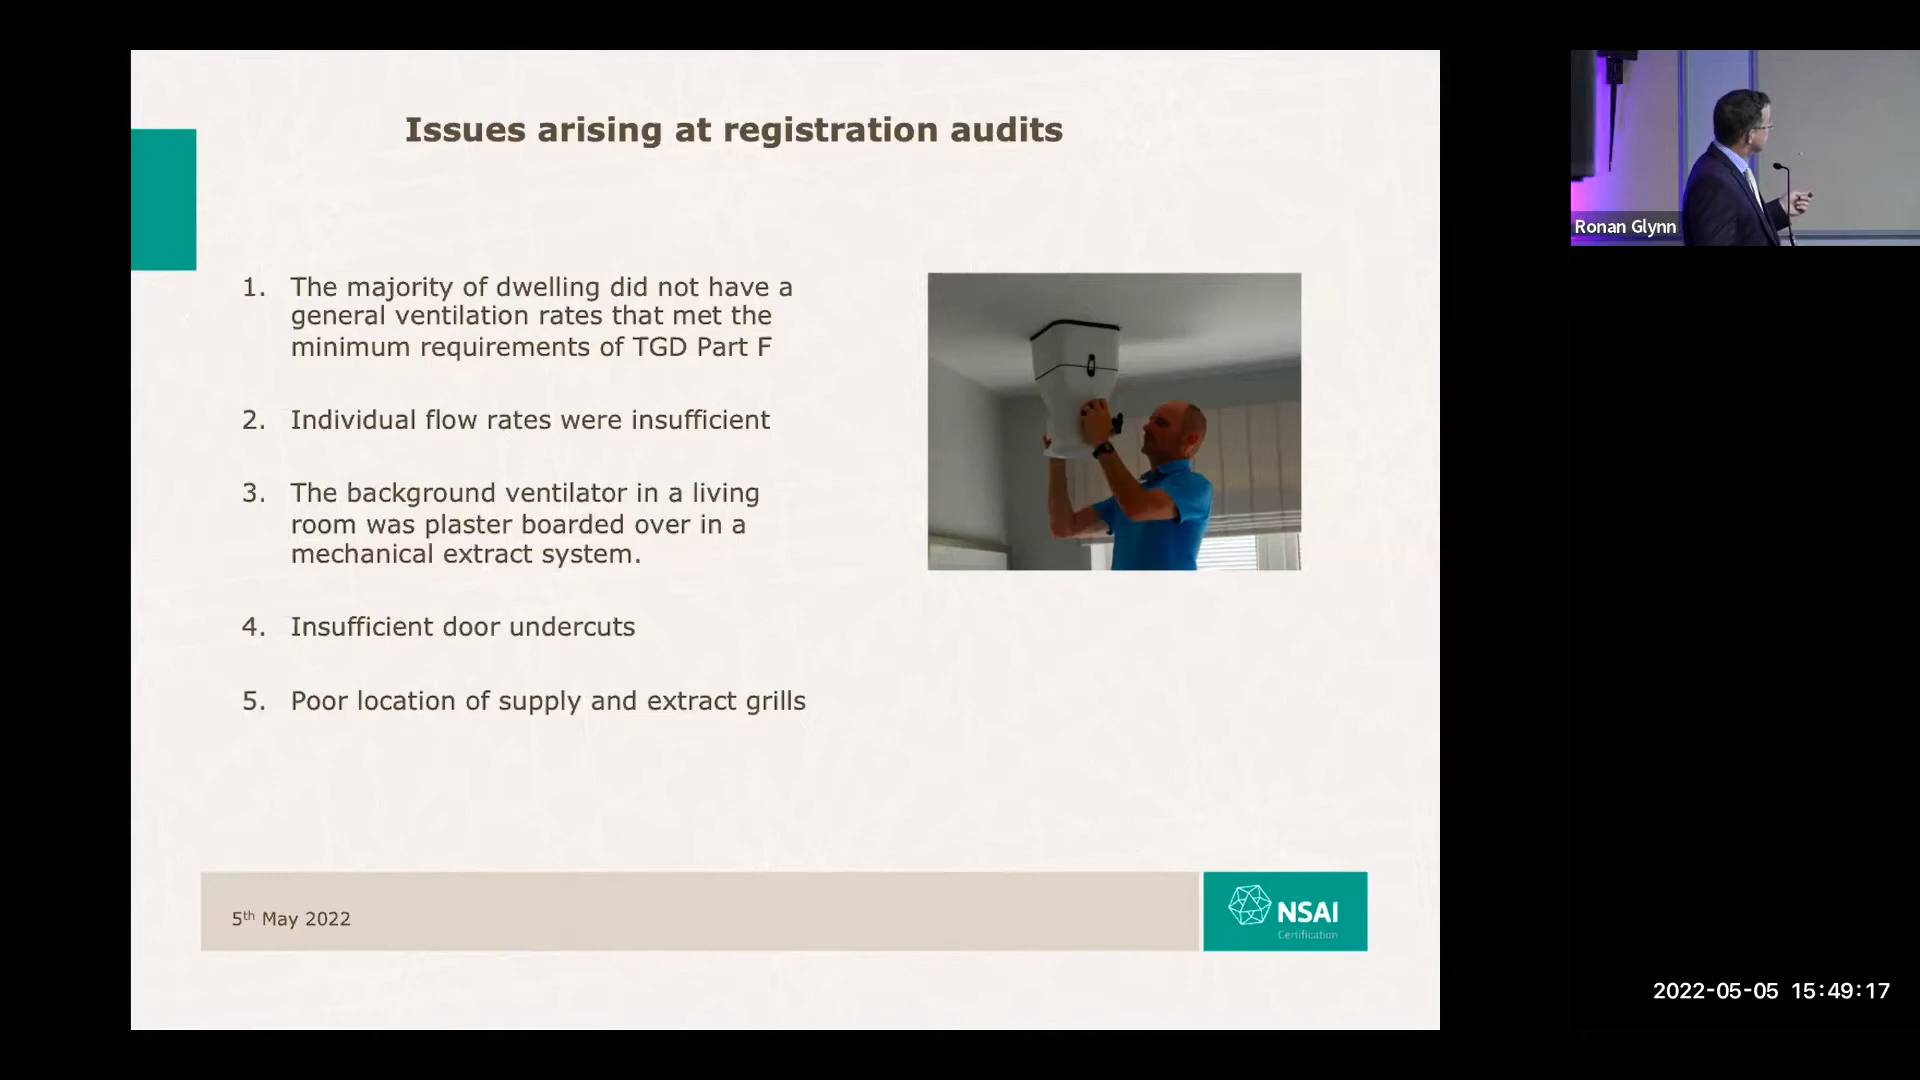 Issues arising at registration audits
1. The majority of dwelling did not have a
general ventilation rates that met the
minimum requirements of TGD Part F
2. Individual flow rates were insufficient
3. The background ventilator in a living
room was plaster boarded over in a
mechanical extract system.
4. Insufficient door undercuts
5. Poor location of supply and extract grills
5th May 2022
NSAI
Certification
Ronan Glynn
2022-05-05 15:49:17